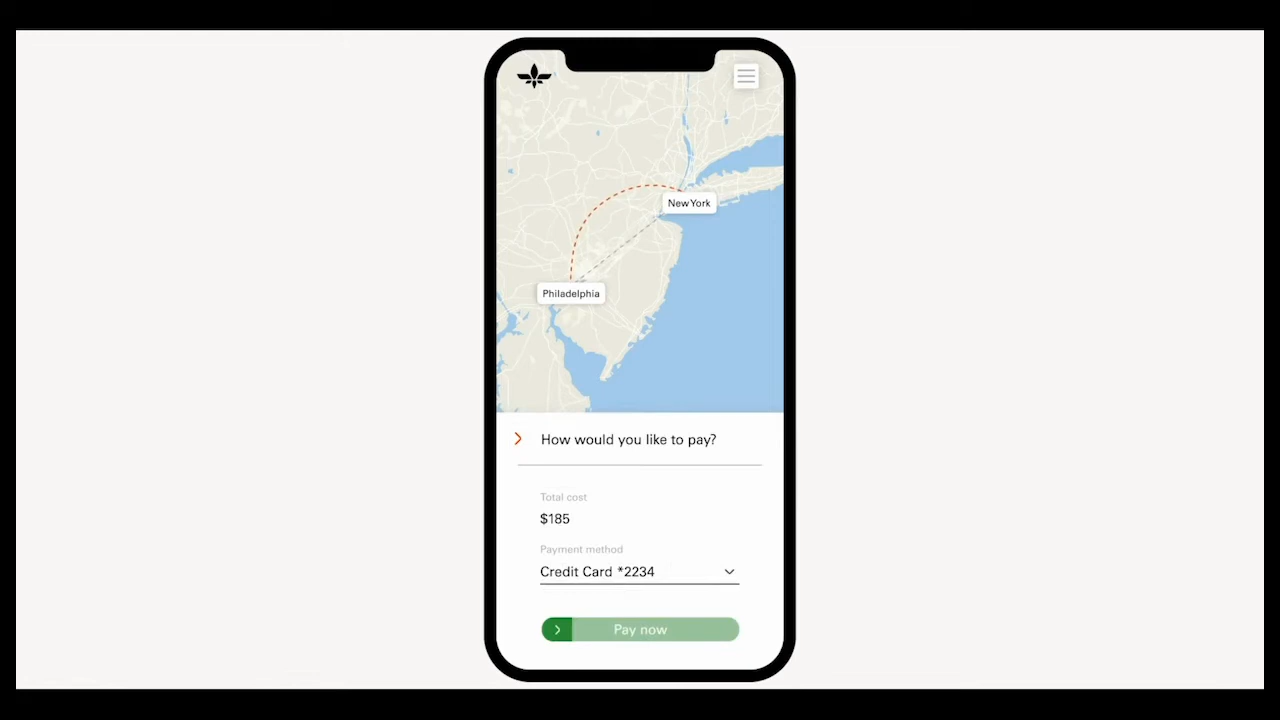 New York
Philadelphia
How would you like to pay?
Total cost
$185
Payment method
Credit Card *2234
Pay now